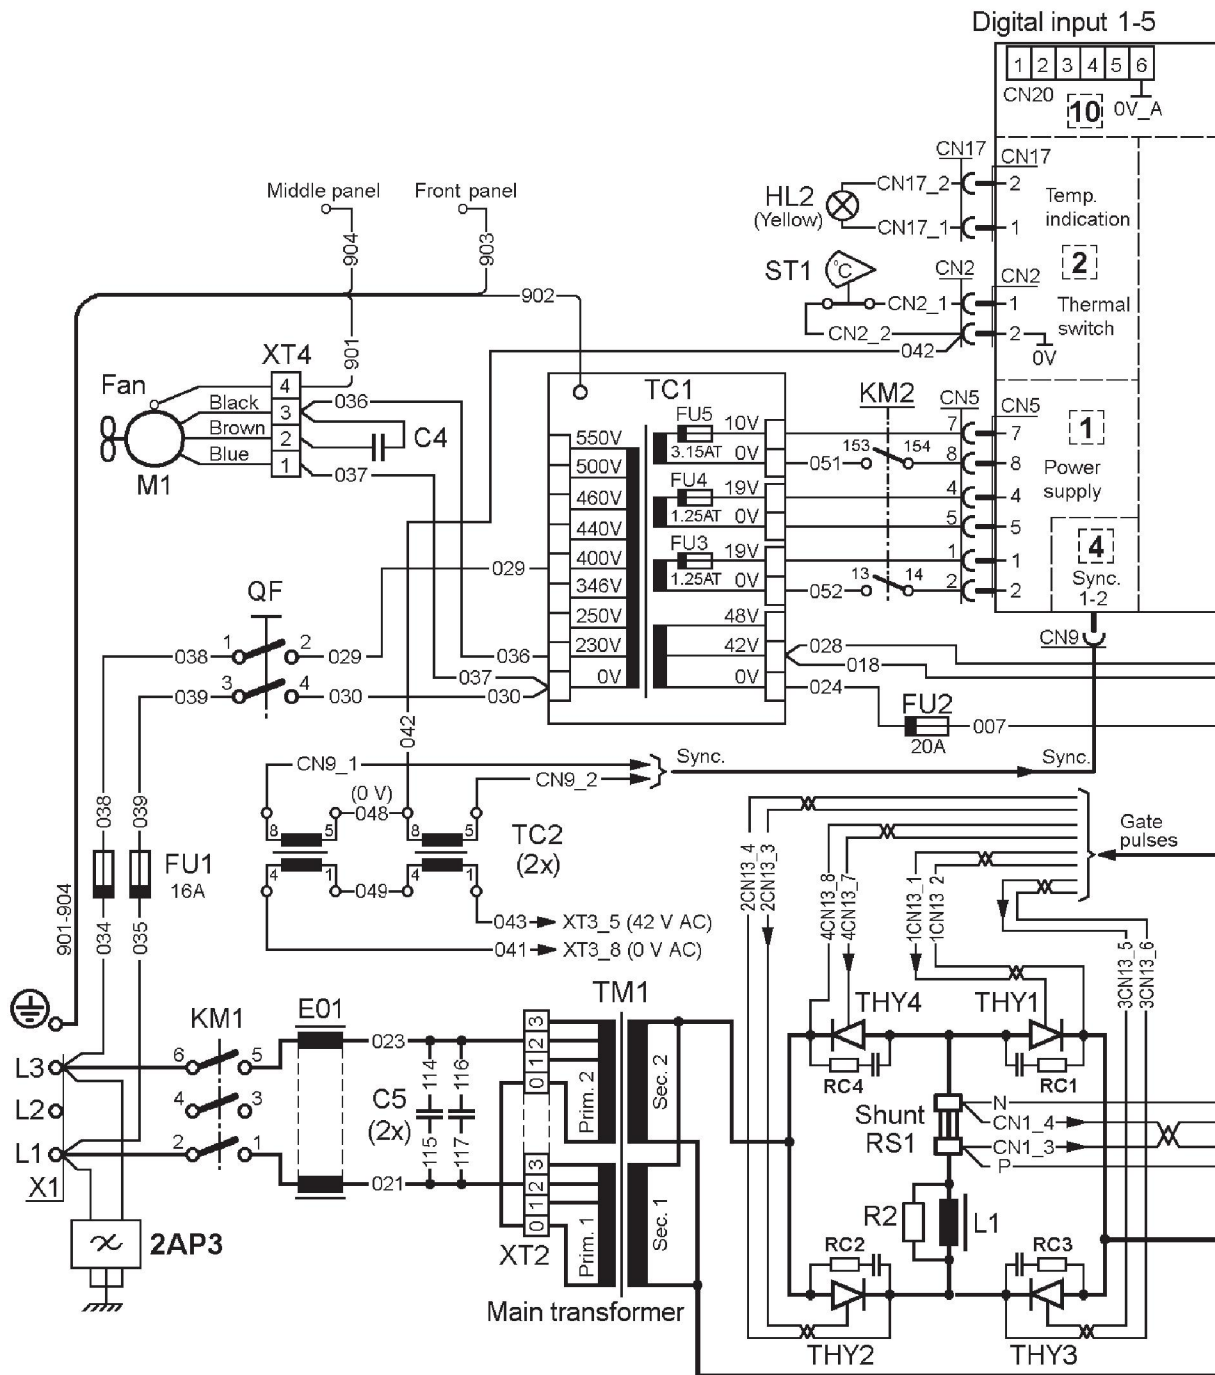 Digital input 1-5
1 2 3 4 5 6
CN20
10
0V_A
CN17
CN17
Middle panel
Front panel
HL2
(Yellow)
CN17_2
2
CN17_1
1
Temp.
indication
2
904
903
ST1
°C
CN2
CN2
CN2_1
1
CN2_2
2
0V
Thermal
switch
902
042
901
XT4
Fan
4
Black
3
036
Brown
2
C4
Blue
1
037
M1
TC1
KM2
CN5
CN5
FU5
10V
7
7
3.15AT
0V
051
153
154
8
8
FU4
19V
4
4
1.25AT
0V
5
5
FU3
19V
1
1
1.25AT
0V
052
13
14
2
2
1
Power
supply
4
Sync.
1-2
CN9
550V
500V
460V
440V
400V
346V
250V
230V
0V
48V
42V
0V
029
QF
038
1
2
029
036
037
039
3
4
030
030
028
018
024
FU2
20A
007
042
CN9_1
CN9_2
Sync.
Sync.
(0 V)
048
8
5
8
5
4
1
4
1
049
TC2
(2x)
043
XT3_5 (42 V AC)
041
XT3_8 (0 V AC)
038
039
FU1
16A
034
035
901-904
Gate
pulses
2CN13_4
2CN13_3
4CN13_8
4CN13_7
1CN13_1
1CN13_2
3CN13_5
3CN13_6
KM1
E01
TM1
THY4
THY1
L3
6
5
023
L2
4
3
L1
2
1
021
X1
C5
(2x)
114
116
115
117
3
2
1
0
Prim. 2
Sec. 2
3
2
1
0
Prim. 1
Sec. 1
XT2
2AP3
Main transformer
RC4
RC1
Shunt
RS1
N
CN1_4
CN1_3
P
R2
L1
RC2
RC3
THY2
THY3